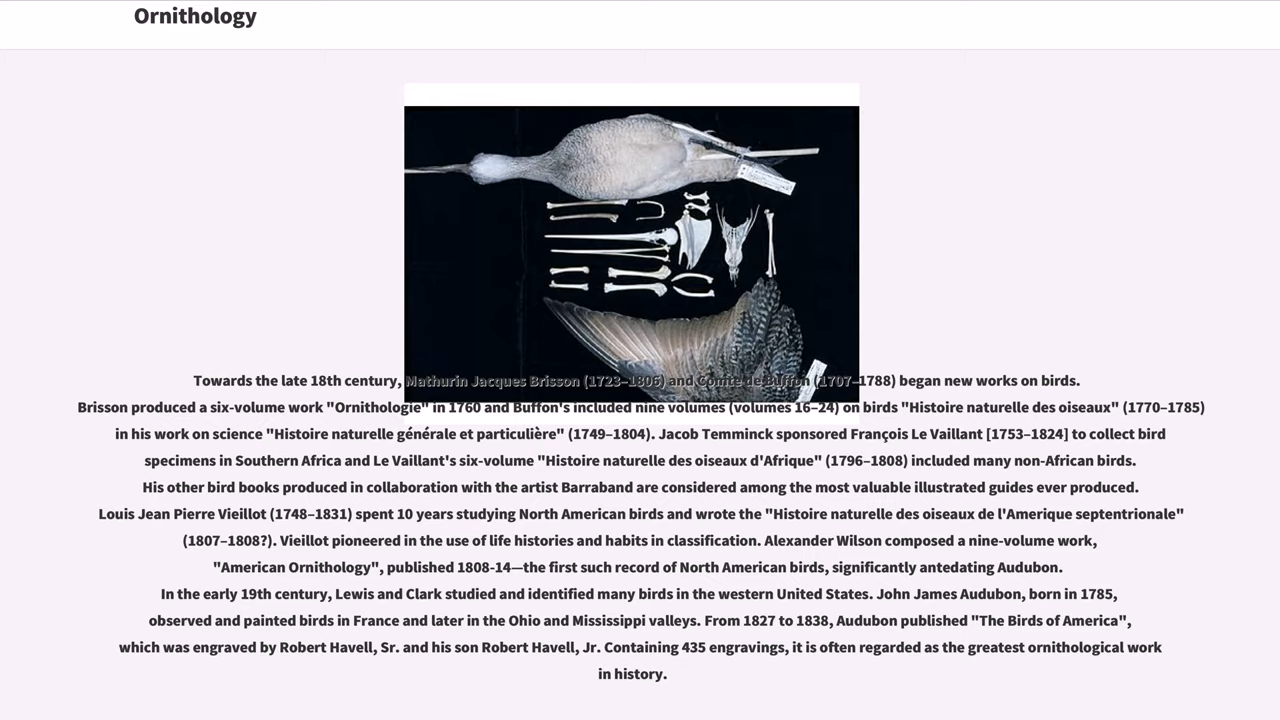 Ornithology
Towards the late 18th century, Mathurin Jacques Brisson (1723–1806) and Comte de Buffon (1707–1788) began new works on birds.
Brisson produced a six-volume work "Ornithologie" in 1760 and Buffon's included nine volumes (volumes 16–24) on birds "Histoire naturelle des oiseaux" (1770–1785)
in his work on science "Histoire naturelle générale et particulière" (1749–1804). Jacob Temminck sponsored François Le Vaillant [1753–1824] to collect bird
specimens in Southern Africa and Le Vaillant's six-volume "Histoire naturelle des oiseaux d'Afrique" (1796–1808) included many non-African birds.
His other bird books produced in collaboration with the artist Barraband are considered among the most valuable illustrated guides ever produced.
Louis Jean Pierre Vieillot (1748–1831) spent 10 years studying North American birds and wrote the "Histoire naturelle des oiseaux de l'Amerique septentrionale"
(1807–1808?). Vieillot pioneered in the use of life histories and habits in classification. Alexander Wilson composed a nine-volume work,
"American Ornithology", published 1808-14—the first such record of North American birds, significantly antedating Audubon.
In the early 19th century, Lewis and Clark studied and identified many birds in the western United States. John James Audubon, born in 1785,
observed and painted birds in France and later in the Ohio and Mississippi valleys. From 1827 to 1838, Audubon published "The Birds of America",
which was engraved by Robert Havell, Sr. and his son Robert Havell, Jr. Containing 435 engravings, it is often regarded as the greatest ornithological work
in history.